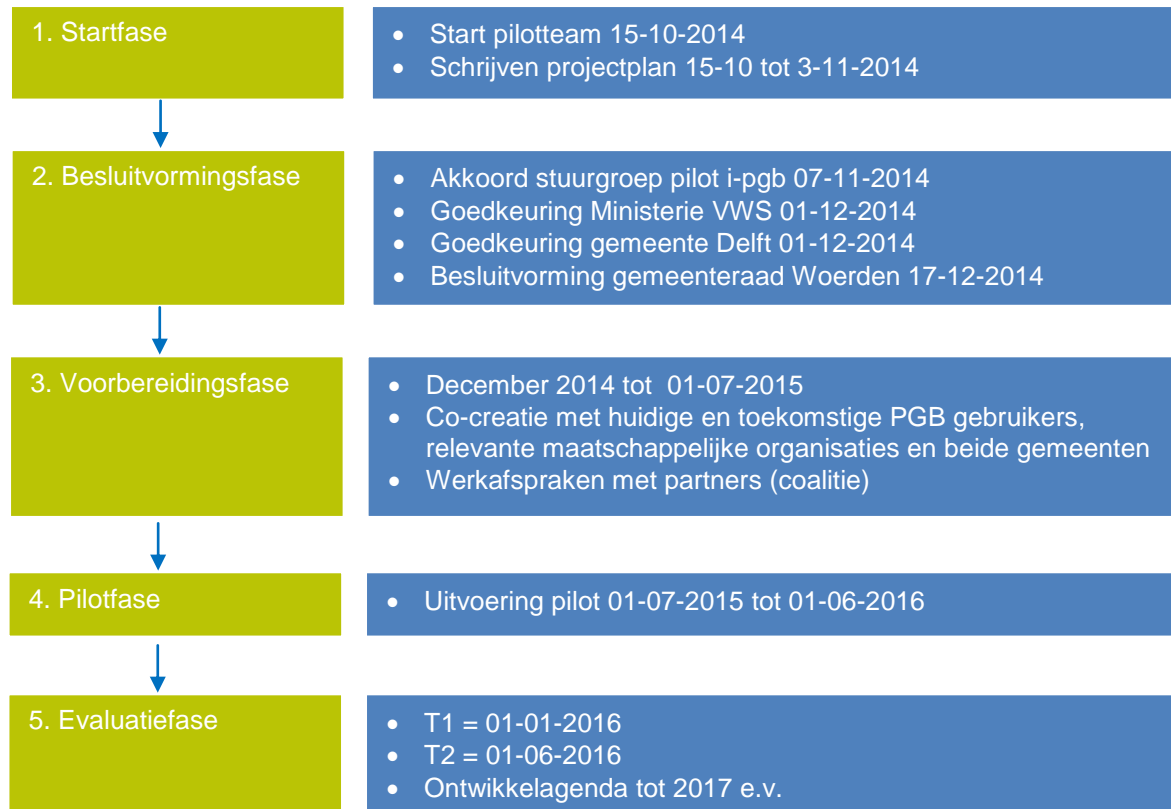 1. Startfase
• Start pilotteam 15-10-2014
• Schrijven projectplan 15-10 tot 3-11-2014
2. Besluitvormingsfase
• Akkoord stuurgroep pilot i-pgb 07-11-2014
• Goedkeuring Ministerie VWS 01-12-2014
• Goedkeuring gemeente Delft 01-12-2014
• Besluitvorming gemeenteraad Woerden 17-12-2014
3. Voorbereidingsfase
• December 2014 tot 01-07-2015
• Co-creatie met huidige en toekomstige PGB gebruikers,
relevante maatschappelijke organisaties en beide gemeenten
• Werkafspraken met partners (coalitie)
4. Pilotfase
• Uitvoering pilot 01-07-2015 tot 01-06-2016
5. Evaluatiefase
• T1 = 01-01-2016
• T2 = 01-06-2016
• Ontwikkelagenda tot 2017 e.v.